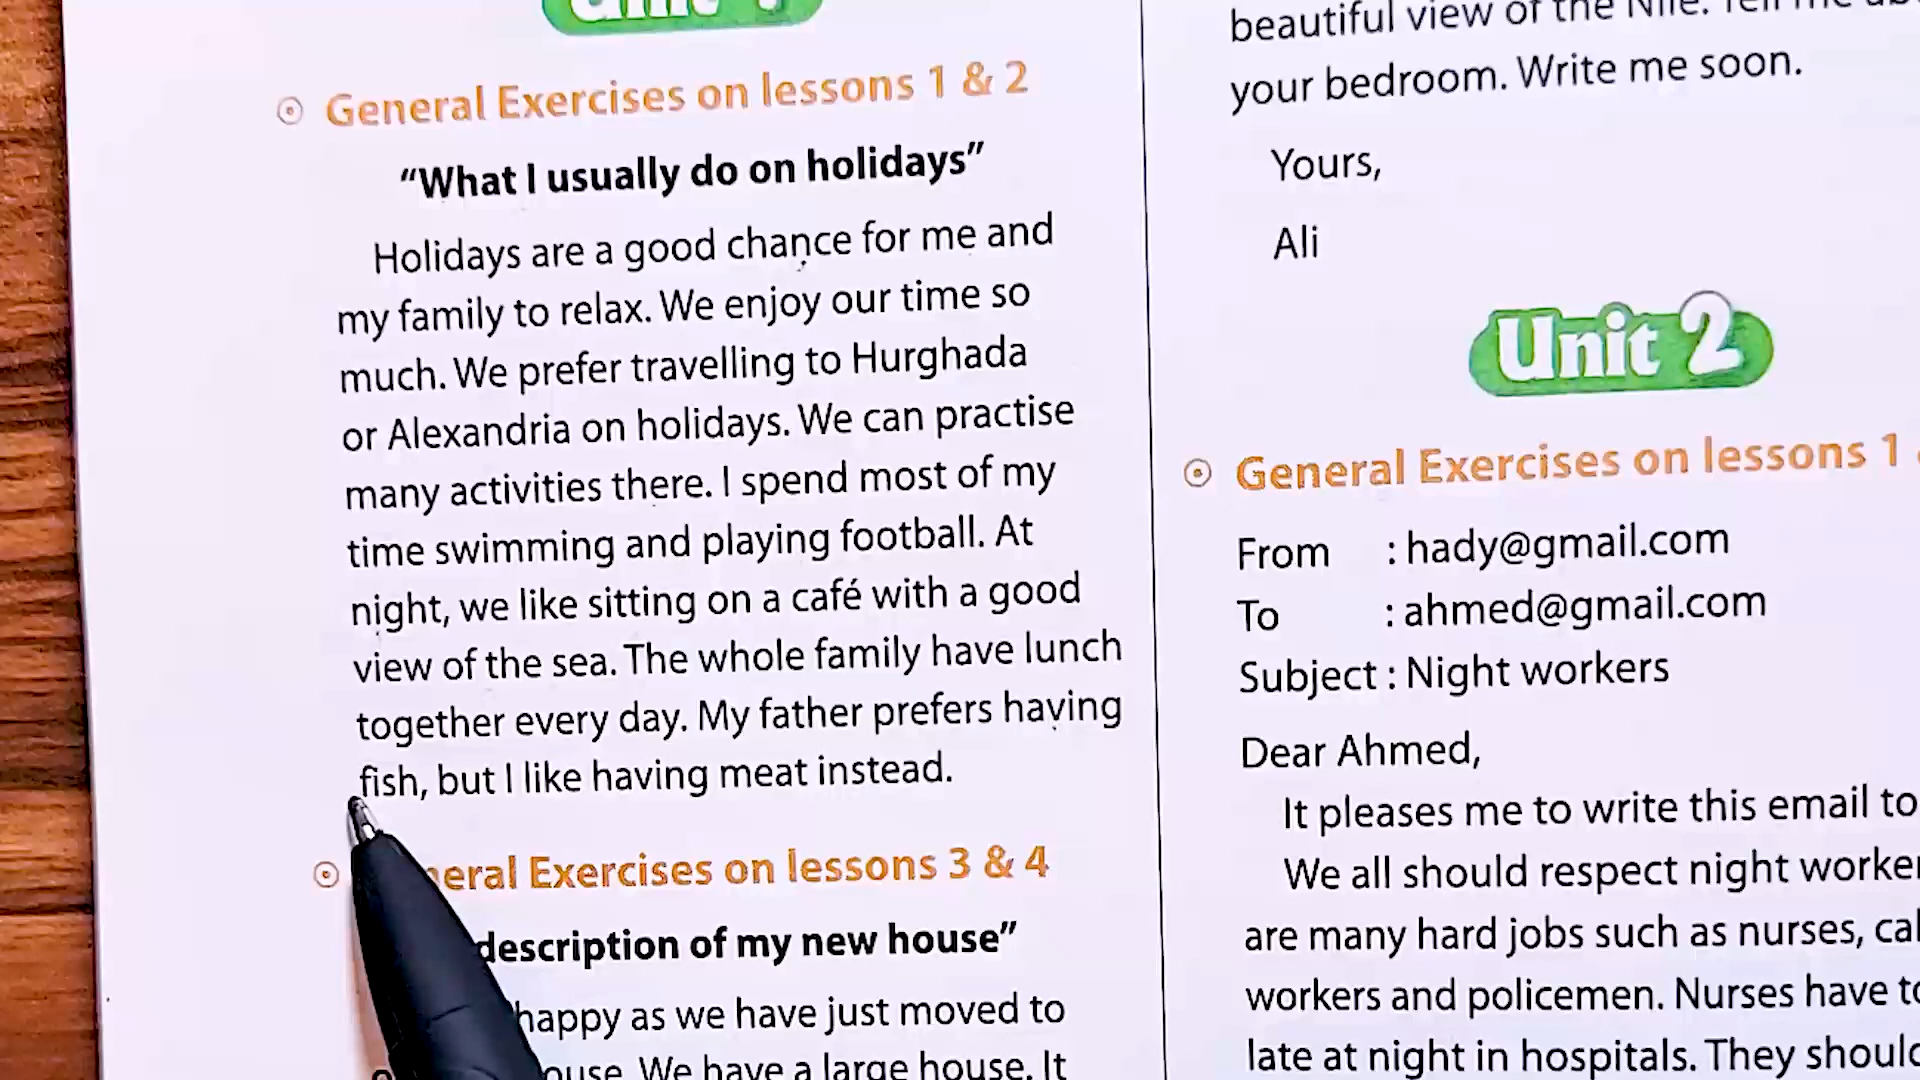 Unit
General Exercises on lessons 1 & 2
“What I usually do on holidays”
Holidays are a good chance for me and
my family to relax. We enjoy our time so
much. We prefer travelling to Hurghada
or Alexandria on holidays. We can practise
many activities there. I spend most of my
time swimming and playing football. At
night, we like sitting on a café with a good
view of the sea. The whole family have lunch
together every day. My father prefers having
fish, but I like having meat instead.
Exercises on lessons 3 & 4
description of my new house”
happy as we have just moved to
We have a large house. It
beautiful view of the Nile. Tell me
your bedroom. Write me soon.
Yours,
Ali
Unit 2
General Exercises on lessons 1
From : hady@gmail.com
To : ahmed@gmail.com
Subject : Night workers
Dear Ahmed,
It pleases me to write this email to
We all should respect night
are many hard jobs such as nurses,
workers and policemen. Nurses have
late at night in hospitals. They